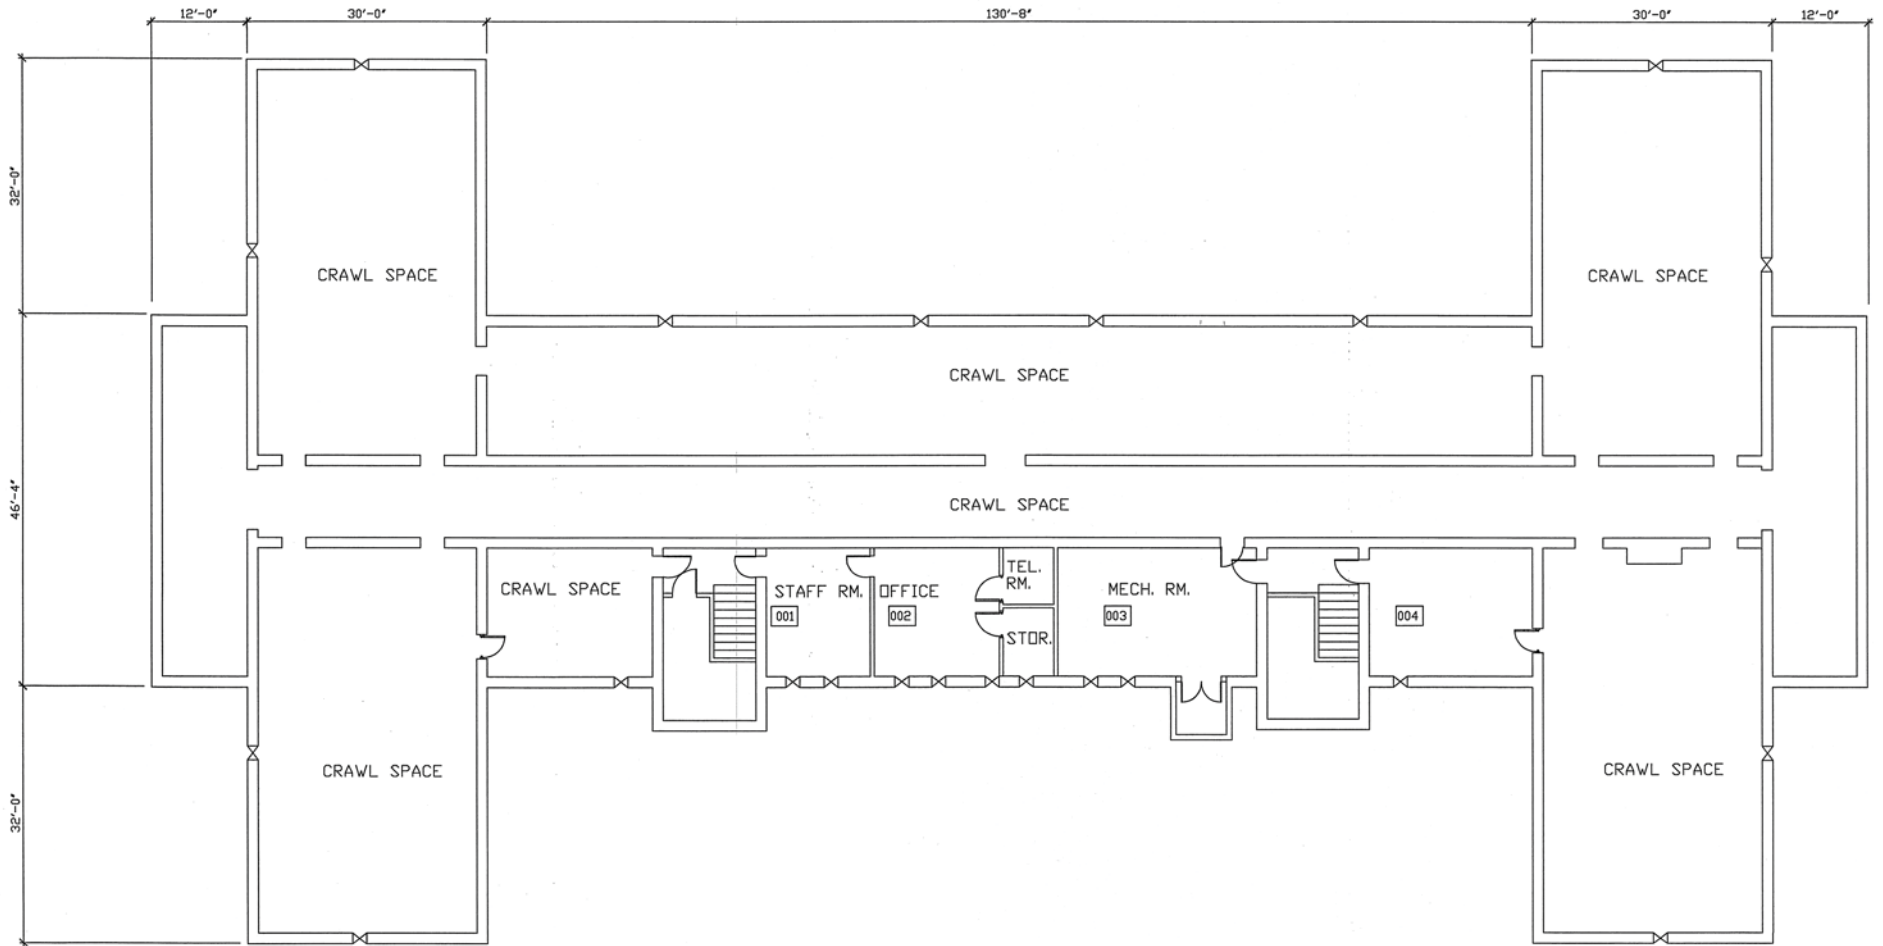 12'-0"
30'-0"
130'-8"
30'-0"
12'-0"
32'-0"
CRAWL SPACE
CRAWL SPACE
CRAWL SPACE
46'-4"
CRAWL SPACE
CRAWL SPACE
STAFF RM.
001
OFFICE
002
TEL.
RM.
STOR.
MECH. RM.
003
004
CRAWL SPACE
CRAWL SPACE
32'-0"